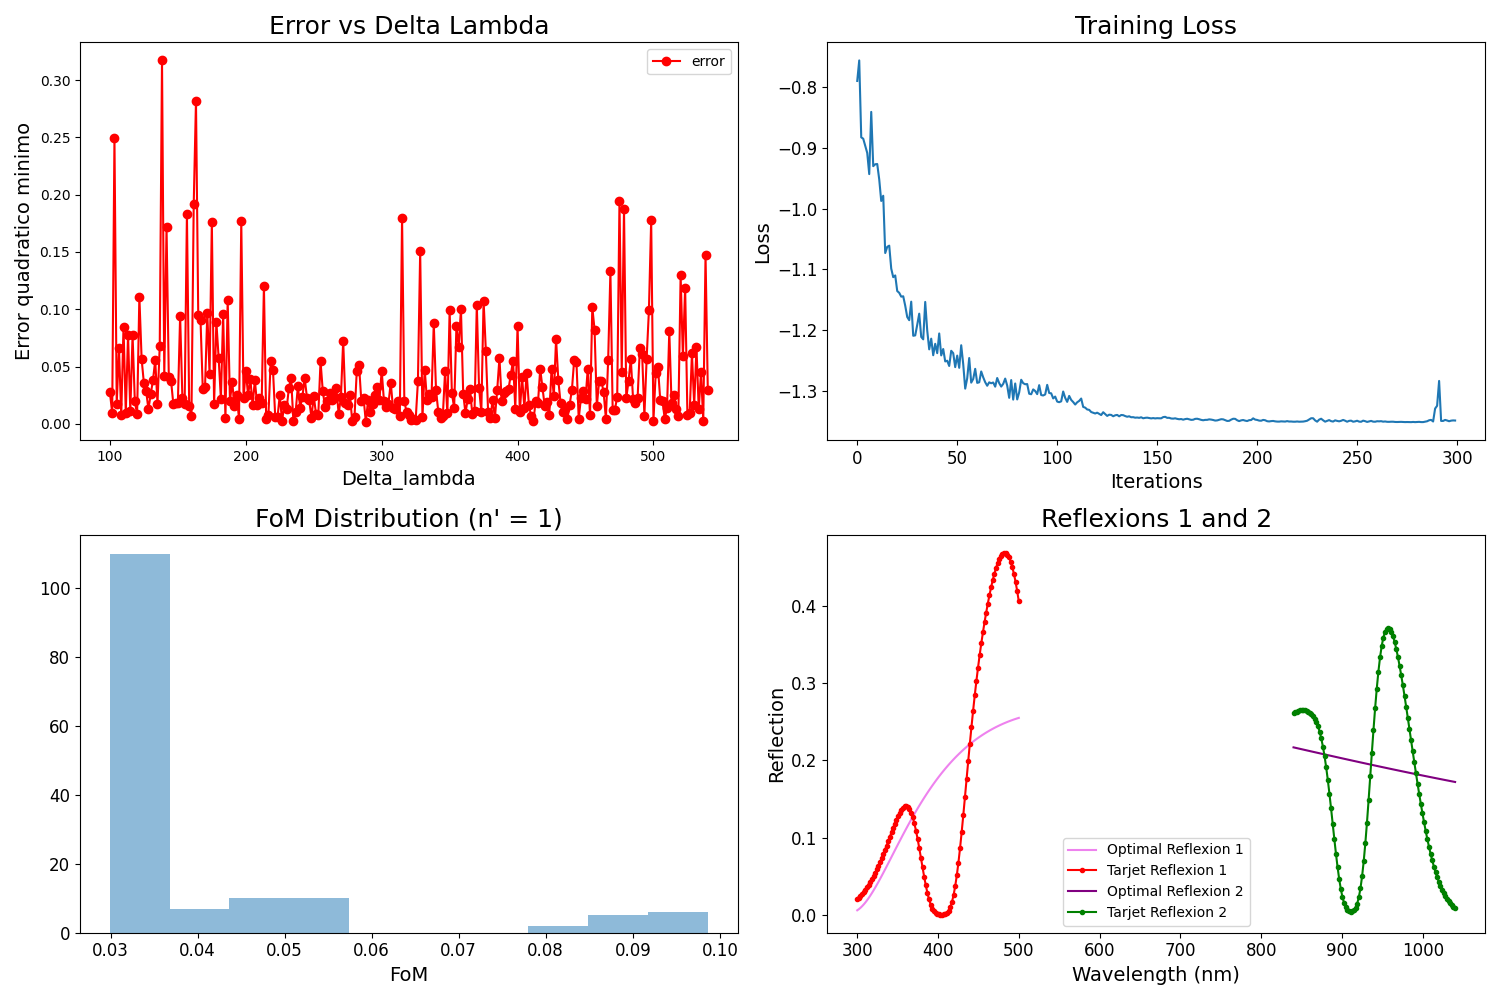 Error vs Delta Lambda
error
Error quadratico minimo
0.30
0.25
0.20
0.15
0.10
0.05
0.00
100 200 300 400 500
Delta_lambda
Training Loss
Loss
−0.8
−0.9
−1.0
−1.1
−1.2
−1.3
0 50 100 150 200 250 300
Iterations
FoM Distribution (n' = 1)
100
80
60
40
20
0
0.03 0.04 0.05 0.06 0.07 0.08 0.09 0.10
FoM
Reflexions 1 and 2
Reflection
0.4
0.3
0.2
0.1
0.0
Optimal Reflexion 1
Tarjet Reflexion 1
Optimal Reflexion 2
Tarjet Reflexion 2
300 400 500 600 700 800 900 1000
Wavelength (nm)